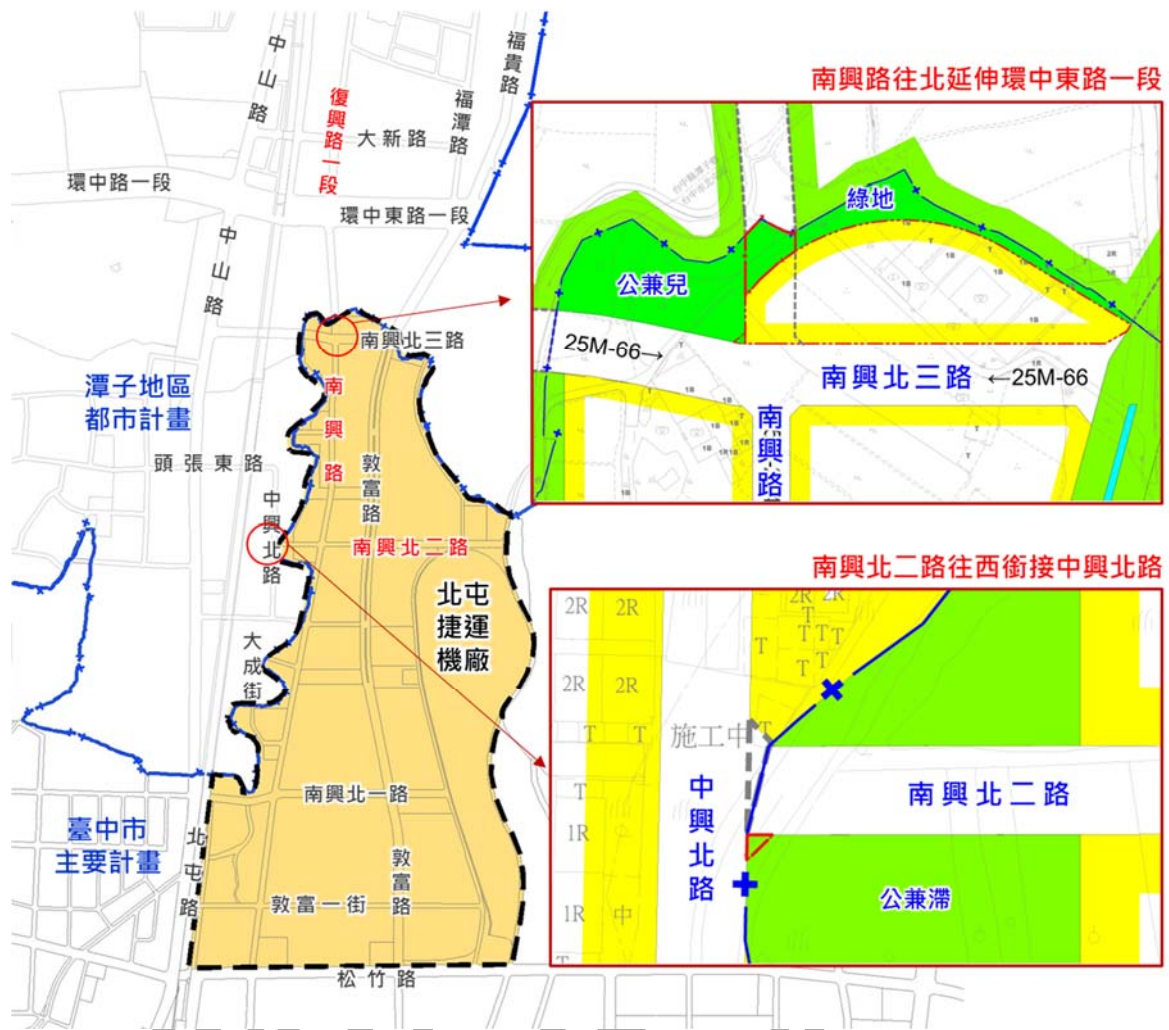 南興路往北延伸環中東路一段
中山路
復興路一段
福貴路
福潭路
大新路
環中路一段
環中東路一段
中山路
綠地
公兼兒
25M-66→
南興北三路 ←25M-66
南興路
南興北三路
南興路
潭子地區
都市計畫
頭張東路
敦富路
中興北路
南興北二路
北屯
捷運
機廠
大成街
南興北二路往西銜接中興北路
2R 2R
2R
T
T
T T
T T
T
2R 2R
T T
T
施工中
中興北路
南興北二路
T
1R
公兼滯
1R 中
T
南興北一路
臺中市
主要計畫
北屯路
敦富路
敦富一街
松竹路